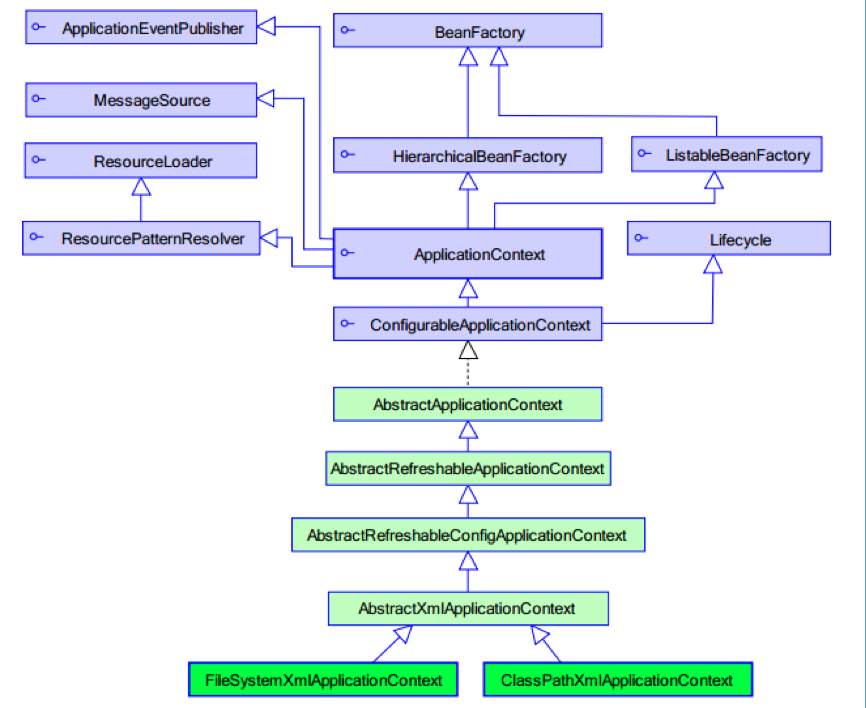 ApplicationEventPublisher
BeanFactory
MessageSource
ResourceLoader
HierarchicalBeanFactory
ListableBeanFactory
ResourcePatternResolver
ApplicationContext
Lifecycle
ConfigurableApplicationContext
AbstractApplicationContext
AbstractRefreshableApplicationContext
AbstractRefreshableConfigApplicationContext
AbstractXmlApplicationContext
FileSystemXmlApplicationContext
ClassPathXmlApplicationContext